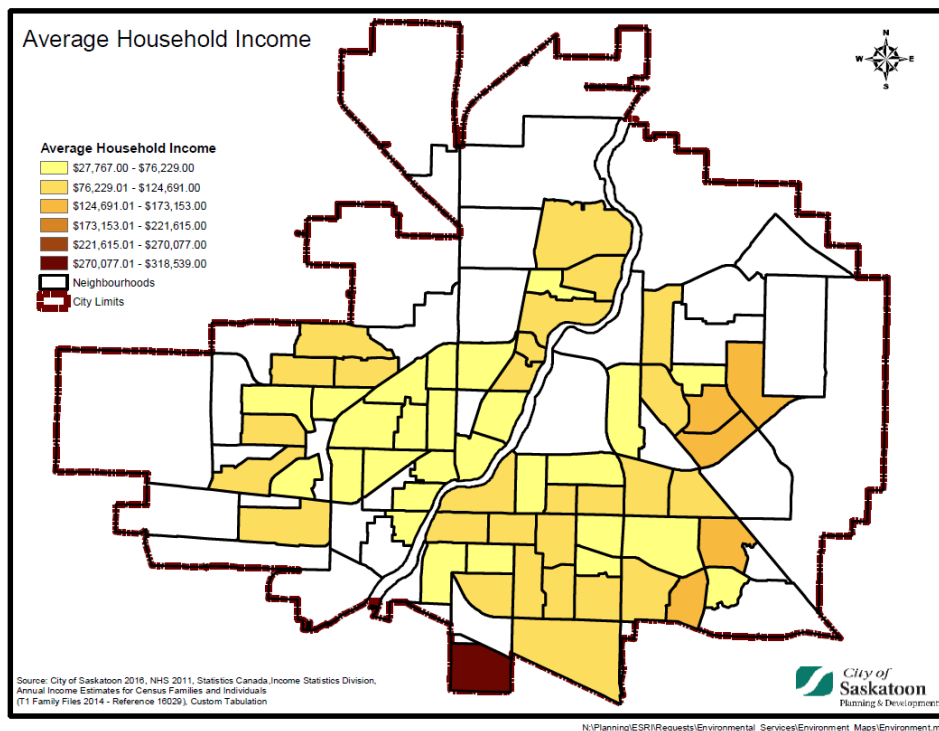 Average Household Income
N
W E
S
Average Household Income
$27,767.00 - $76,229.00
$76,229.01 - $124,691.00
$124,691.01 - $173,153.00
$173,153.01 - $221,615.00
$221,615.01 - $270,077.00
$270,077.01 - $318,539.00
Neighbourhoods
City Limits
Source: City of Saskatoon 2016, NHS 2011, Statistics Canada,Income Statistics Division,
Annual Income Estimates for Census Families and Individuals
(T1 Family Files 2014 - Reference 16029), Custom Tabulation
City of
Saskatoon
Planning & Development
N:\Planning\ESRI\Requests\Environmental_Services\Environment_Maps\Environment.m